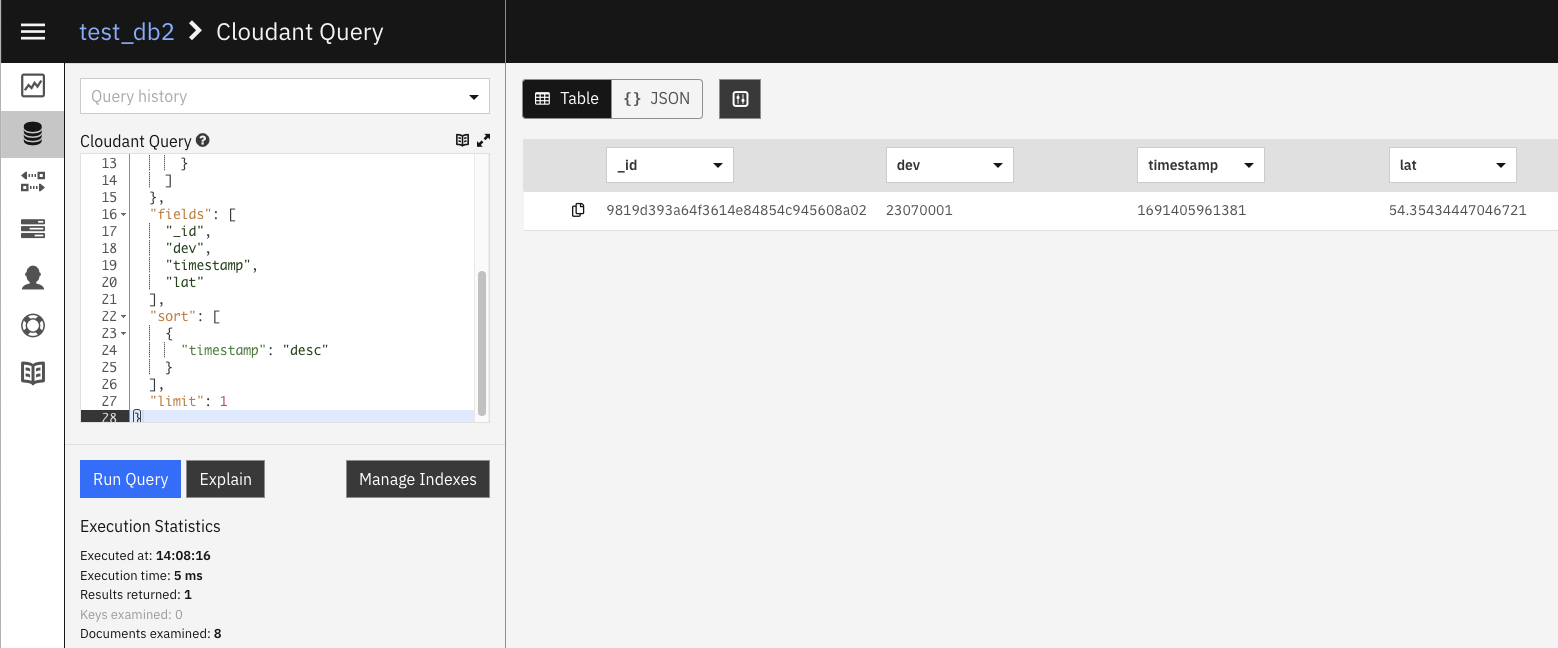 test_db2 Cloudant Query
Query history
Cloudant Query
13 }
14 ]
15 },
16 "fields": [
17 "_id",
18 "dev",
19 "timestamp",
20 "lat"
21 ],
22 "sort": [
23 {
24 "timestamp": "desc"
25 }
26 ],
27 "limit": 1
28 }
Run Query Explain Manage Indexes
Execution Statistics
Executed at: 14:08:16
Execution time: 5 ms
Results returned: 1
Keys examined: 0
Documents examined: 8
Table {} JSON
_id dev timestamp lat
9819d393a64f3614e84854c945608a02 23070001 1691405961381 54.35434447046721